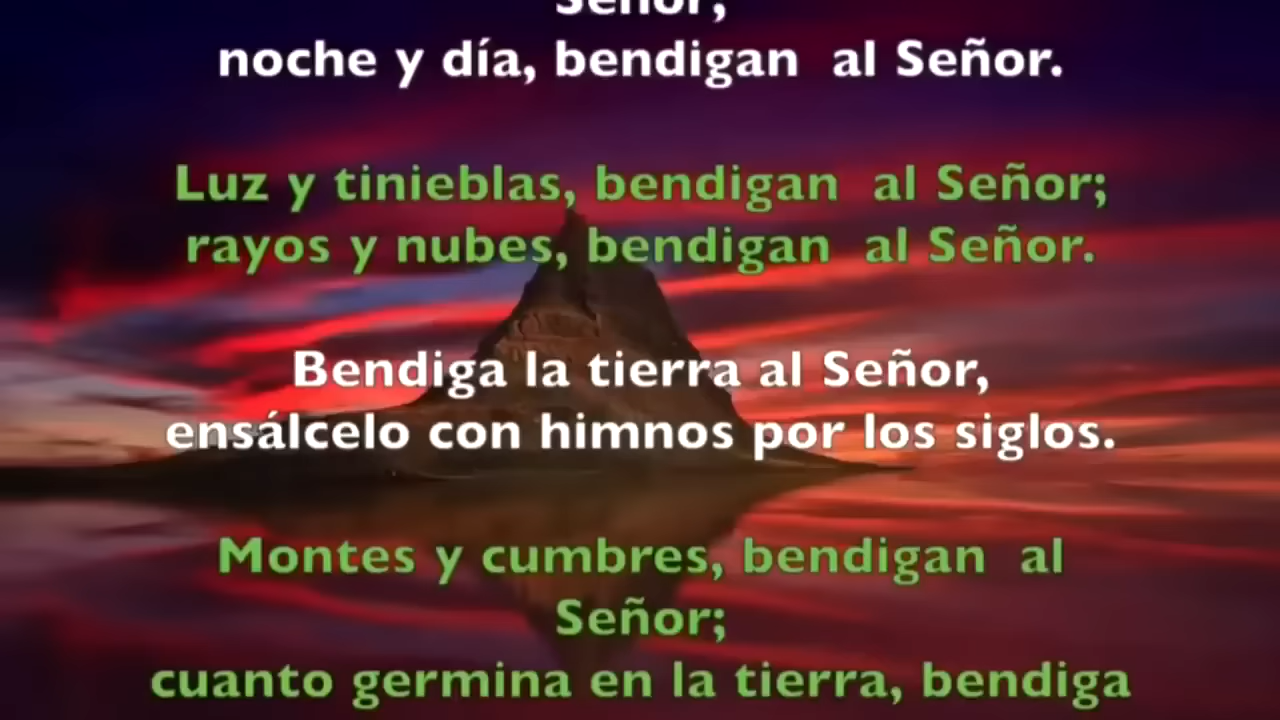 Señor;
noche y día, bendigan al Señor.
Luz y tinieblas, bendigan al Señor;
rayos y nubes, bendigan al Señor.
Bendiga la tierra al Señor,
ensálcelo con himnos por los siglos.
Montes y cumbres, bendigan al
Señor;
cuanto germina en la tierra, bendiga